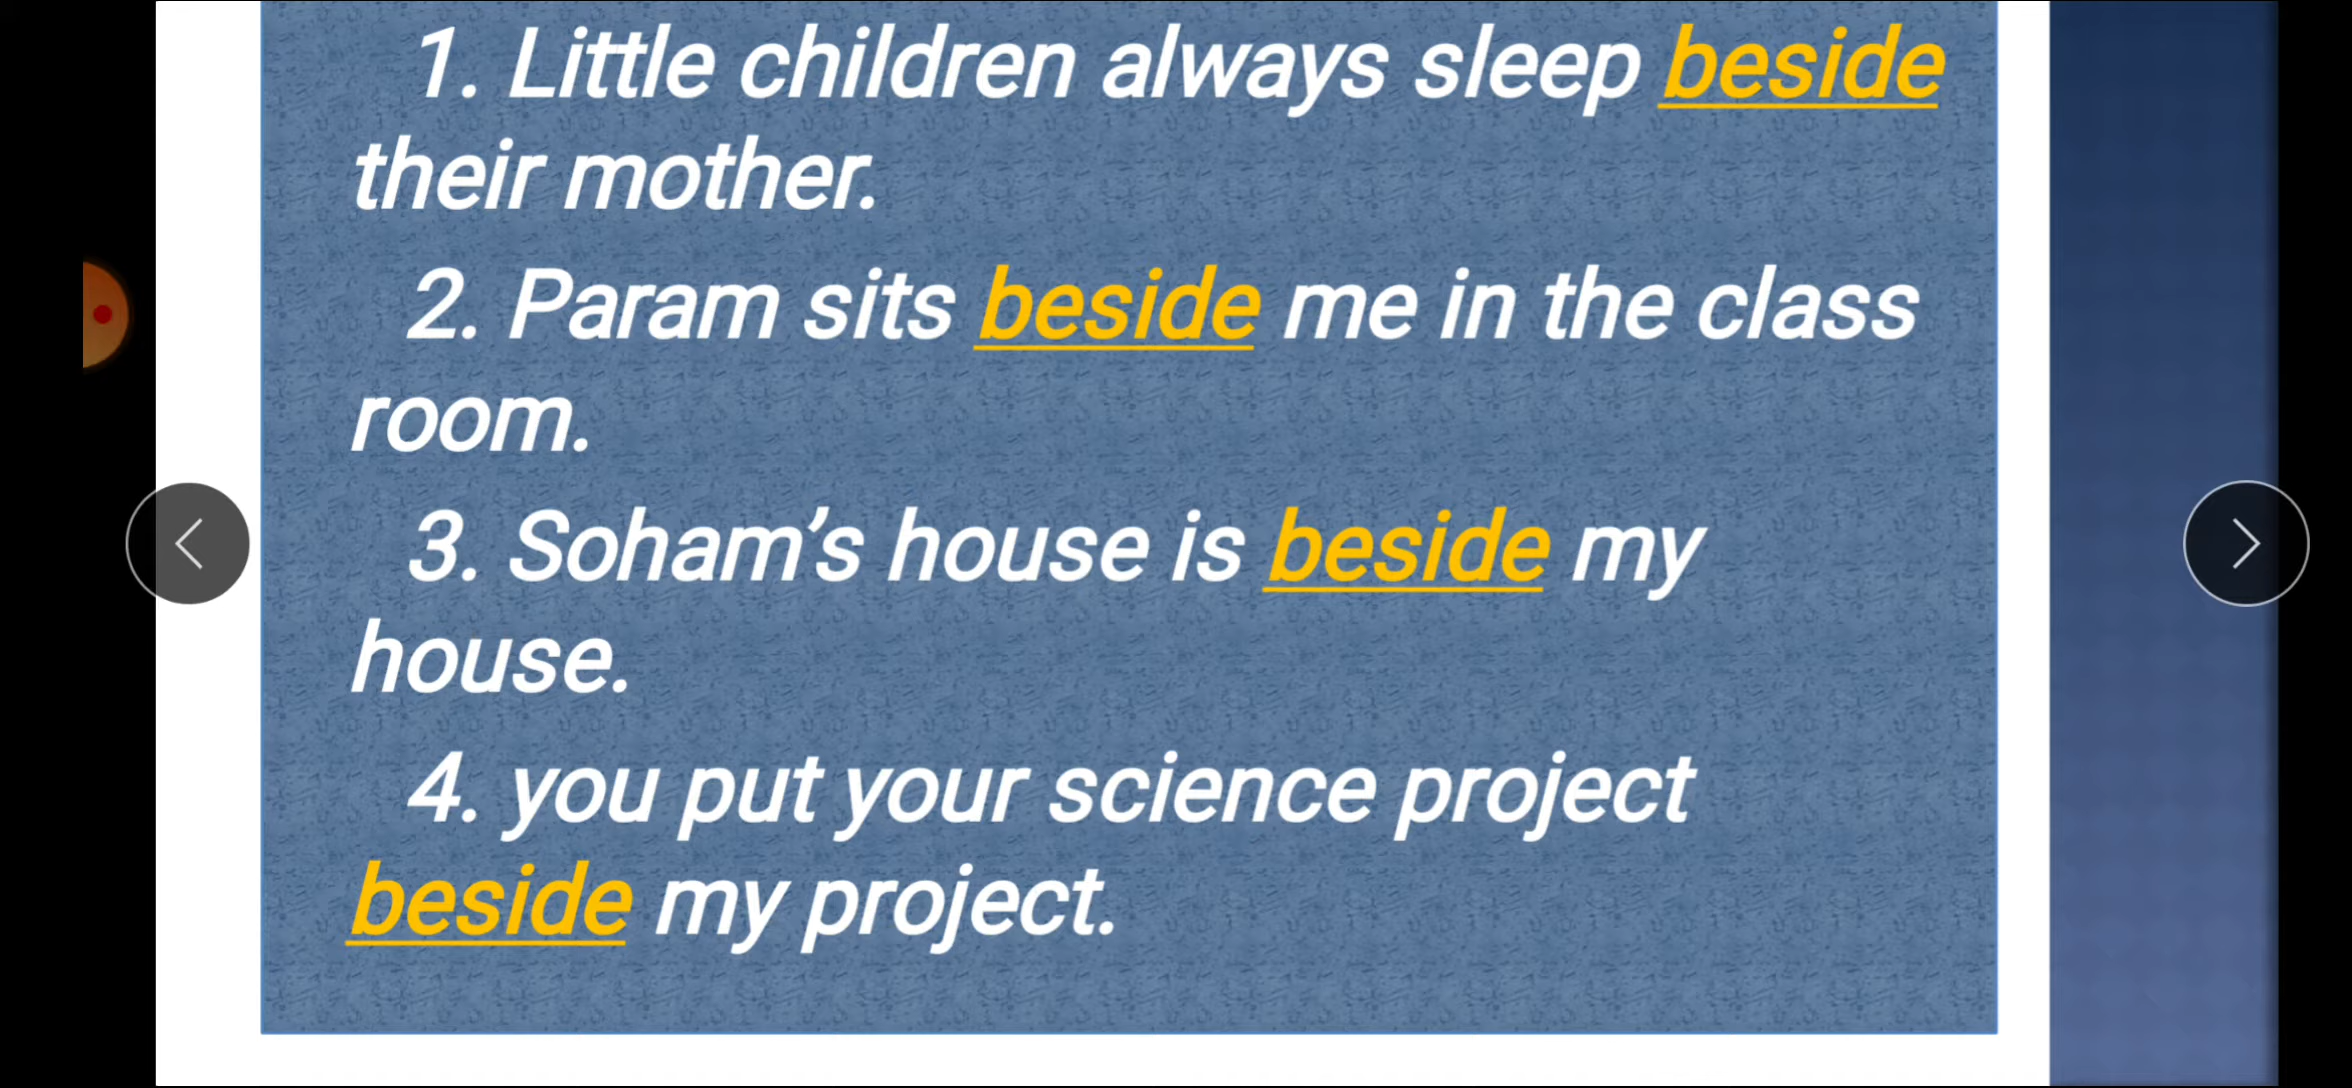 1. Little children always sleep beside
their mother.
2. Param sits beside me in the class
room.
3. Soham’s house is beside my
house.
4. you put your science project
beside my project.